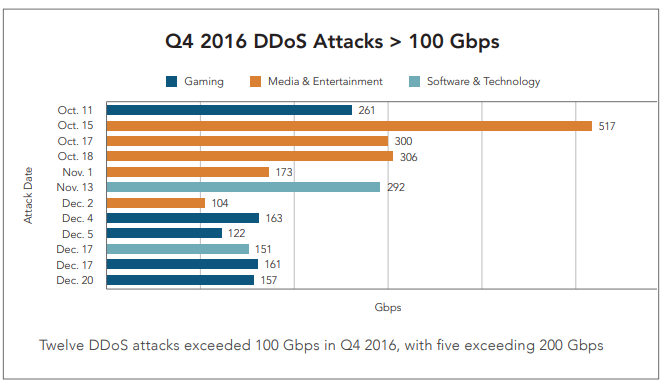 Q4 2016 DDoS Attacks > 100 Gbps
Gaming Media & Entertainment Software & Technology
Attack Date
Oct. 11 261
Oct. 15 517
Oct. 17 300
Oct. 18 306
Nov. 1 173
Nov. 13 292
Dec. 2 104
Dec. 4 163
Dec. 5 122
Dec. 17 151
Dec. 17 161
Dec. 20 157
Gbps
Twelve DDoS attacks exceeded 100 Gbps in Q4 2016, with five exceeding 200 Gbps